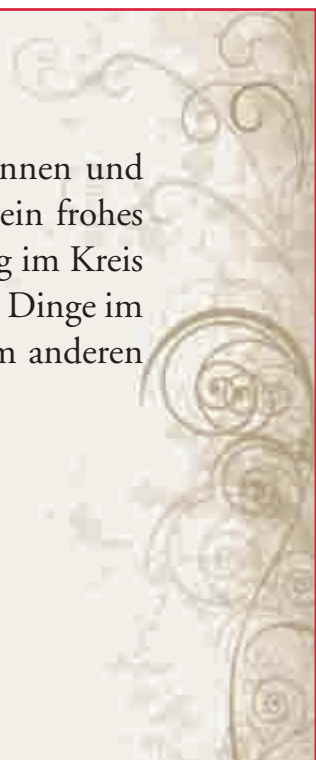 nnen und
ein frohes
g im Kreis
Dinge im
m anderen